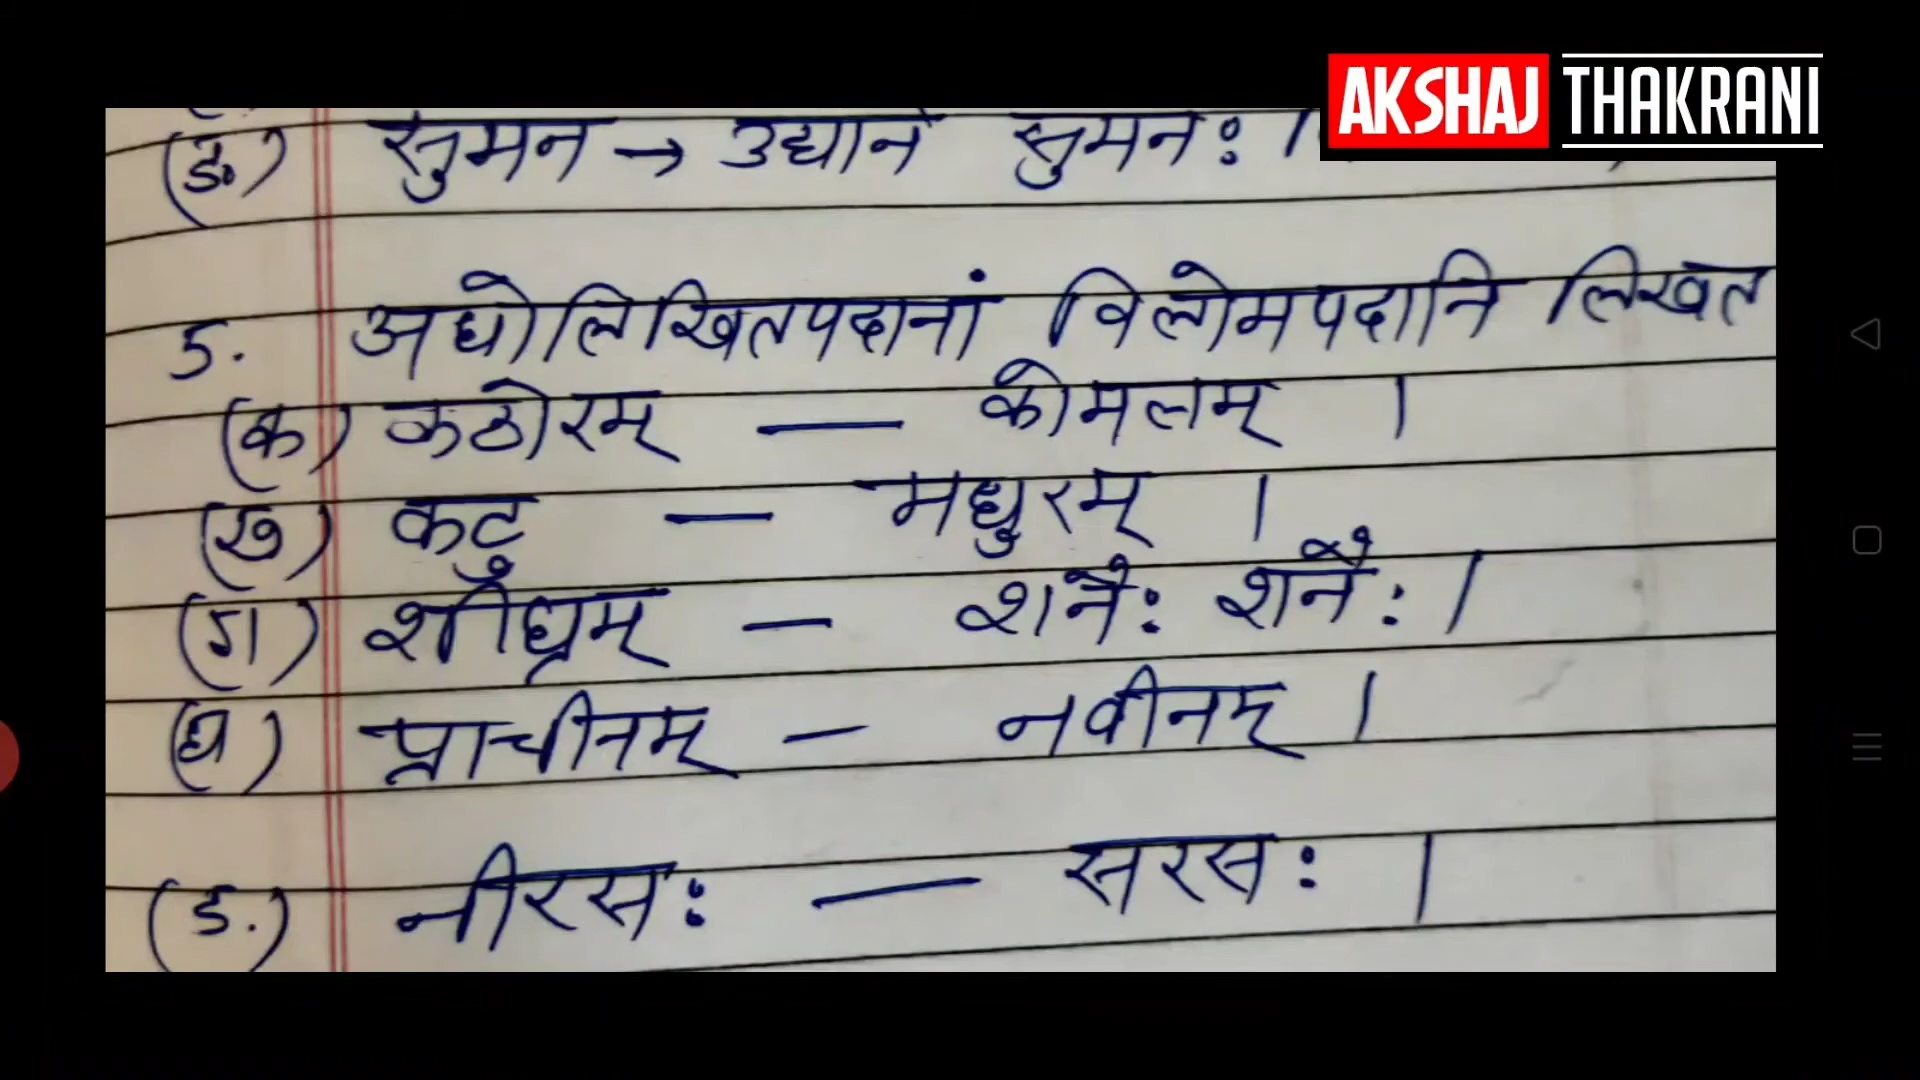 AKSHAJ THAKRANI
(ङ) सुमन → उद्याने सुमनः ।
5. अधोलिखितपदानां विलोमपदानि लिखत
(क) कठोरम् — कोमलम् ।
(ख) कटु — मधुरम् ।
(ग) शीघ्रम् — शनैः शनैः ।
(घ) प्राचीनम् — नवीनम् ।
(ङ) नीरसः — सरसः ।